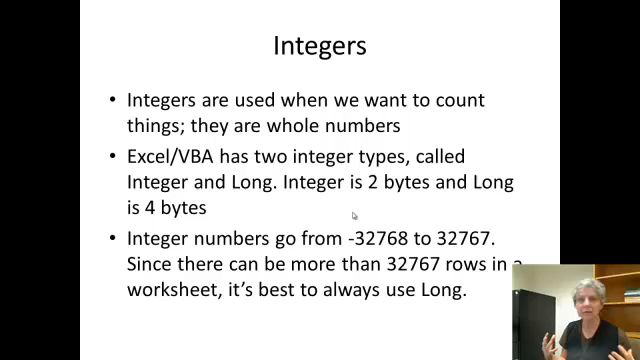 Integers
• Integers are used when we want to count
things; they are whole numbers
• Excel/VBA has two integer types, called
Integer and Long. Integer is 2 bytes and Long
is 4 bytes
• Integer numbers go from -32768 to 32767.
Since there can be more than 32767 rows in a
worksheet, it's best to always use Long.